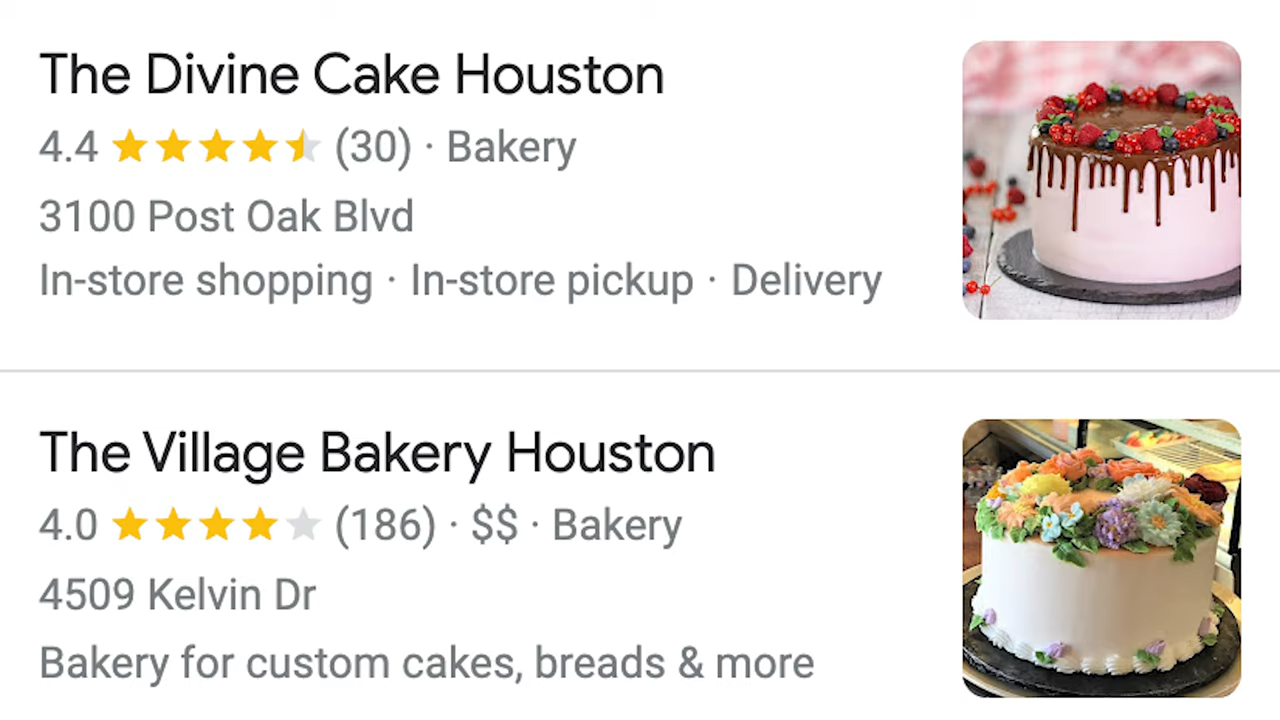 The Divine Cake Houston
4.4 (30) · Bakery
3100 Post Oak Blvd
In-store shopping · In-store pickup · Delivery
The Village Bakery Houston
4.0 (186) · $$ · Bakery
4509 Kelvin Dr
Bakery for custom cakes, breads & more